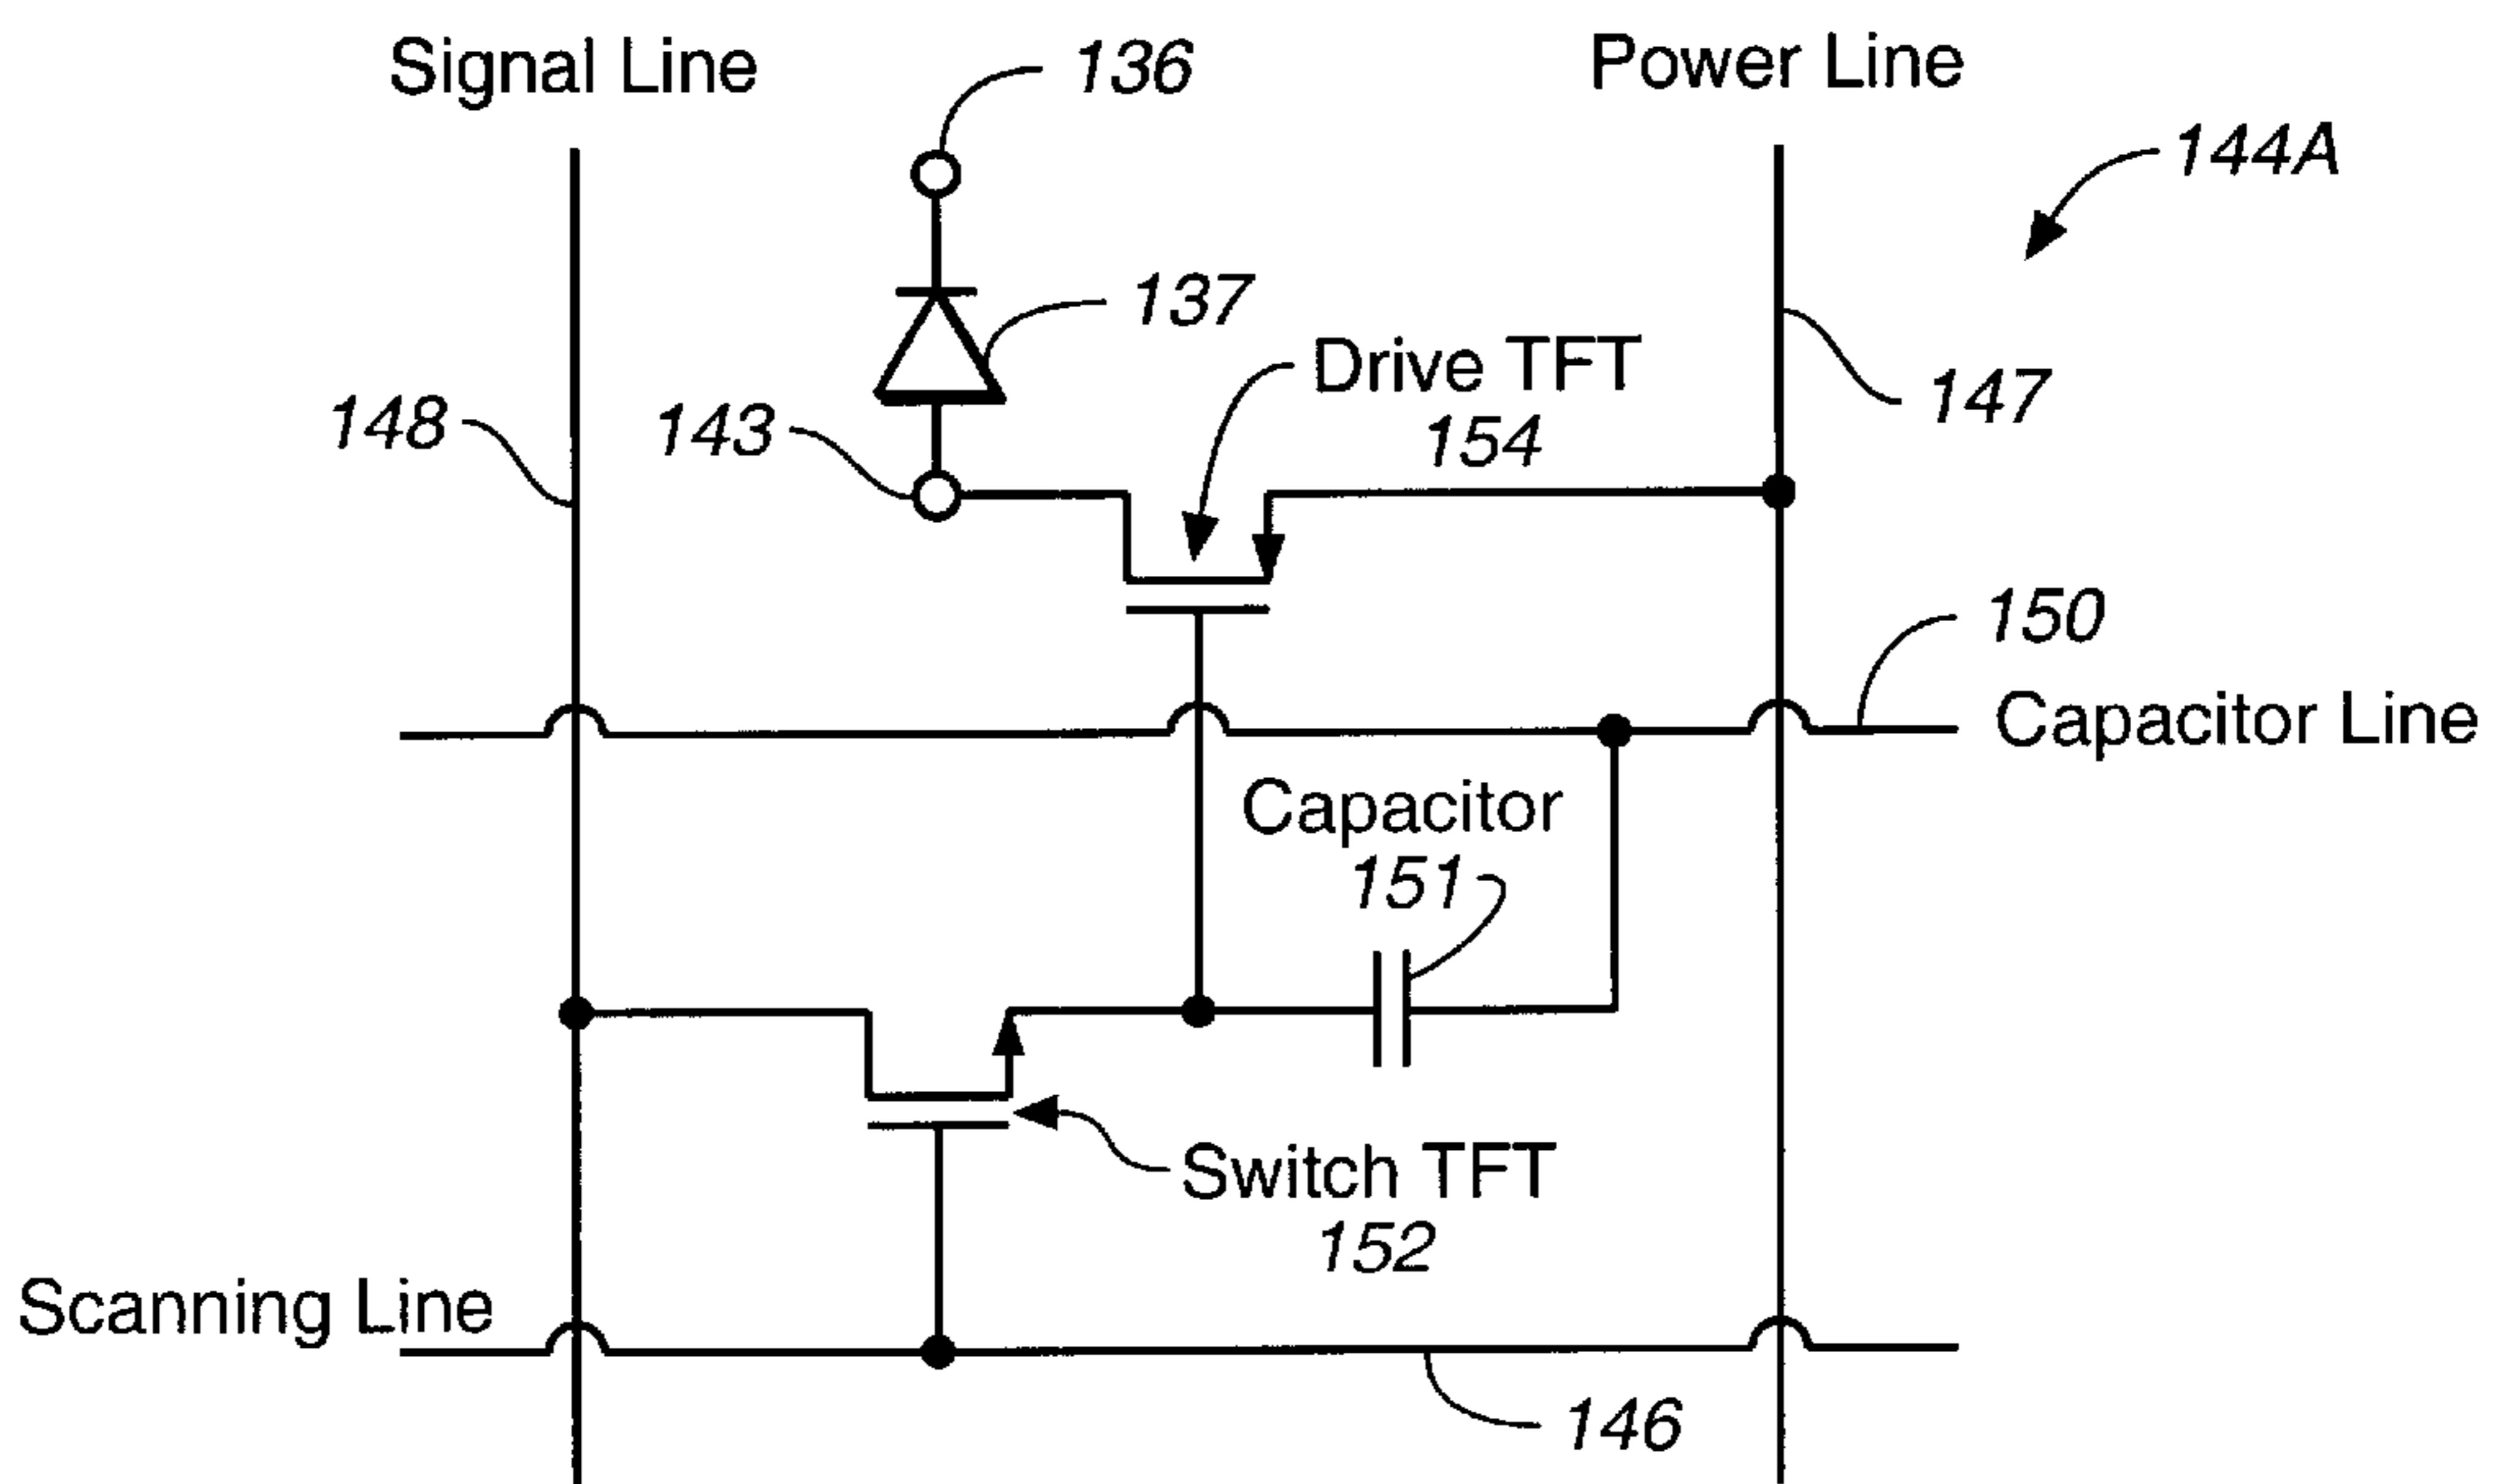 Signal Line
136
Power Line
144A
137
Drive TFT
154
147
148
143
150
Capacitor Line
Capacitor
151
Switch TFT
152
Scanning Line
146